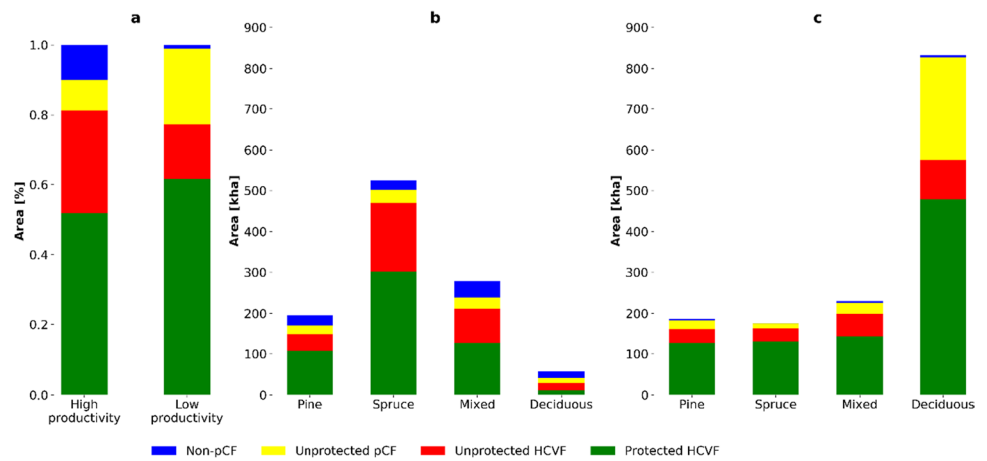 a
Area [%]
1.0
0.8
0.6
0.4
0.2
0.0
High
productivity
Low
productivity
b
Area [kha]
900
800
700
600
500
400
300
200
100
0
Pine
Spruce
Mixed
Deciduous
c
Area [kha]
900
800
700
600
500
400
300
200
100
0
Pine
Spruce
Mixed
Deciduous
Non-pCF
Unprotected pCF
Unprotected HCVF
Prtotected HCVF